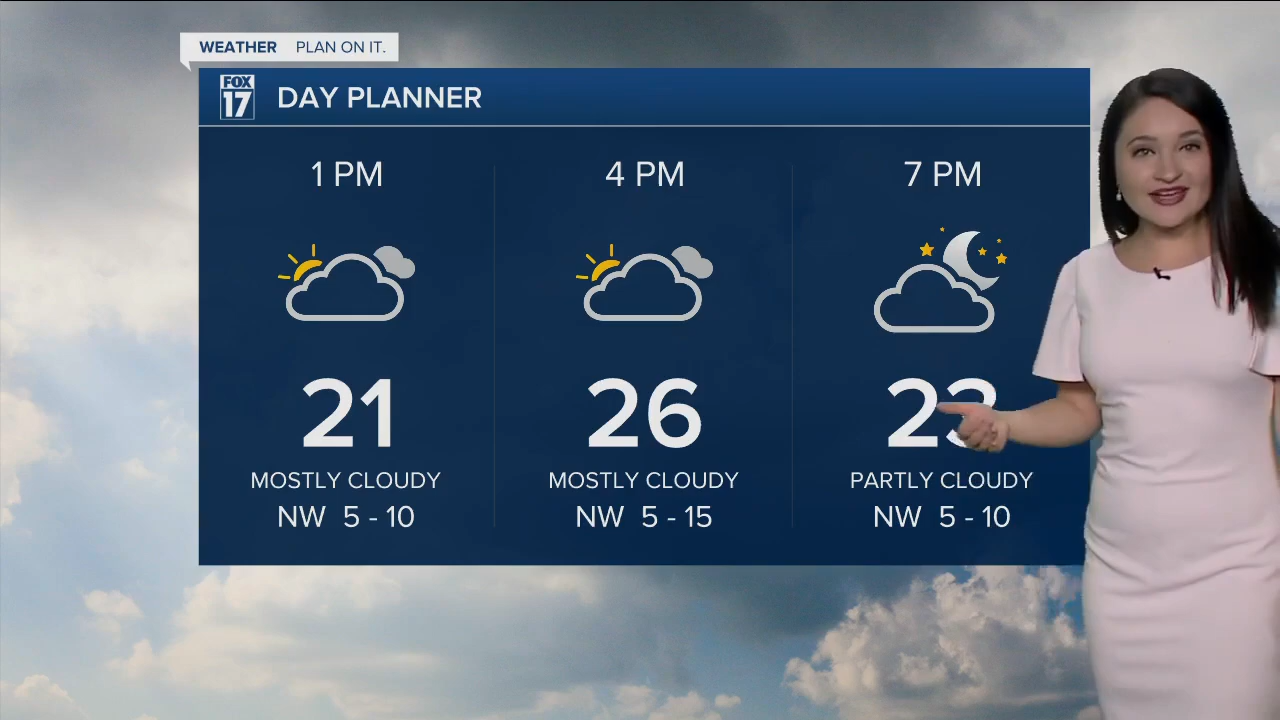 WEATHER PLAN ON IT.
FOX
17
DAY PLANNER
1 PM
4 PM
7 PM
21
26
23
MOSTLY CLOUDY
MOSTLY CLOUDY
PARTLY CLOUDY
NW 5 - 10
NW 5 - 15
NW 5 - 10